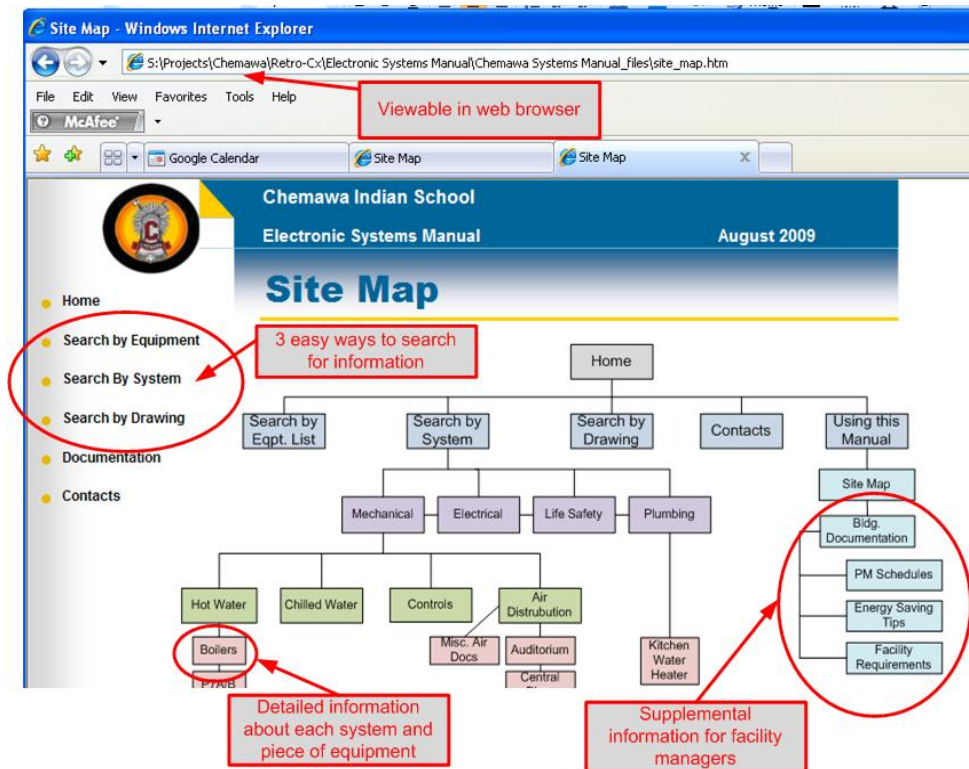 Site Map - Windows Internet Explorer
S:\Projects\Chemawa\Retro-Cx\Electronic Systems Manual\Chemawa Systems Manual_files\site_map.htm
File Edit View Favorites Tools Help
Viewable in web browser
McAfee
Google Calendar
Site Map
Site Map
X
C
Chemawa Indian School
Electronic Systems Manual
August 2009
Site Map
Home
Search by Equipment
Search By System
Search by Drawing
Documentation
Contacts
3 easy ways to search
for information
Home
Search by
Eqpt. List
Search by
System
Search by
Drawing
Contacts
Using this
Manual
Site Map
Bldg.
Documentation
PM Schedules
Energy Saving
Tips
Facility
Requirements
Mechanical
Electrical
Life Safety
Plumbing
Hot Water
Chilled Water
Controls
Air
Distrubution
Boilers
Misc. Air
Docs
Auditorium
Central
Kitchen
Water
Heater
Detailed information
about each system and
piece of equipment
Supplemental
information for facility
managers